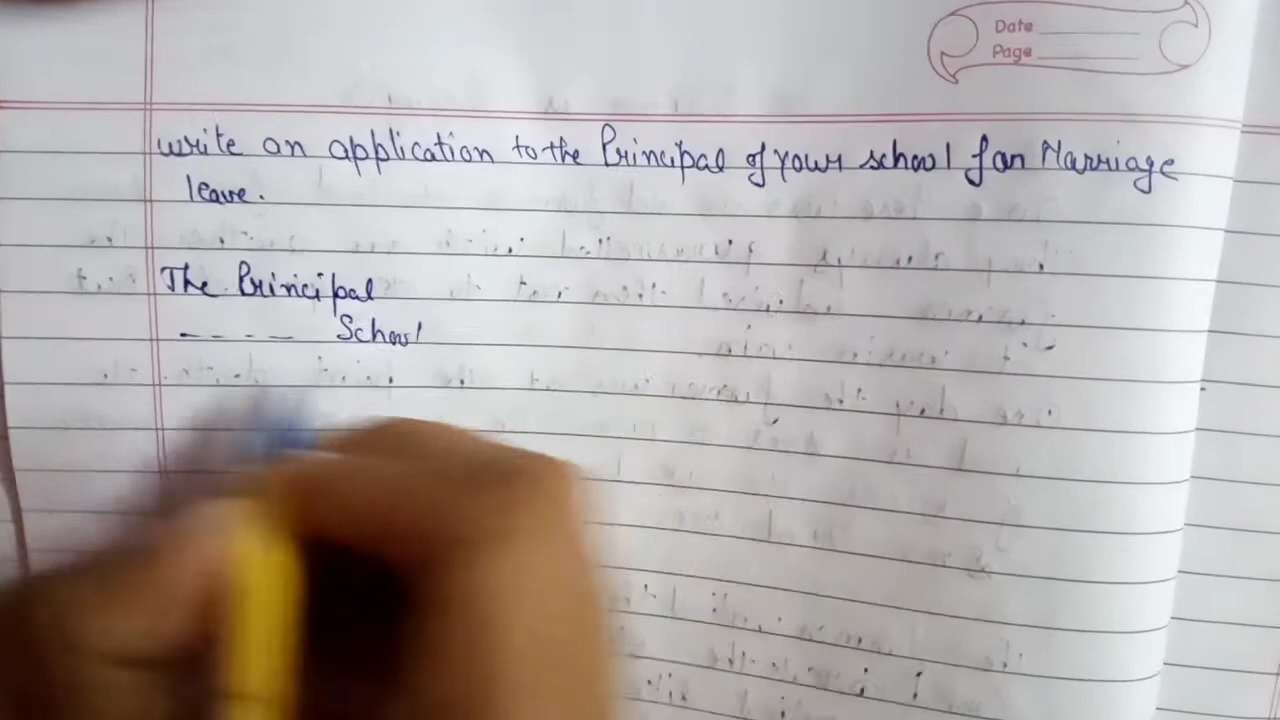 Date
Page
write an application to the Principal of your school for Marriage
leave.
The Principal
---- School